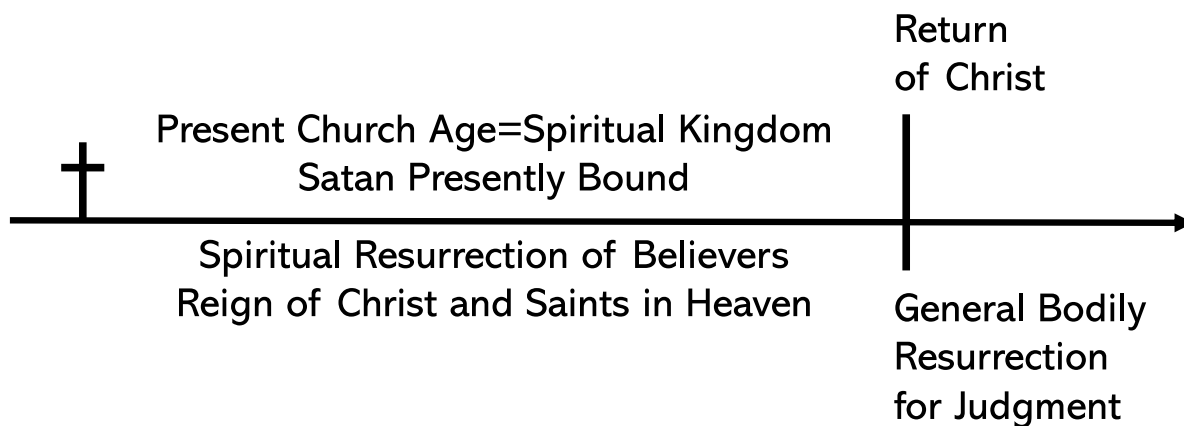 Return
of Christ
Present Church Age=Spiritual Kingdom
Satan Presently Bound
Spiritual Resurrection of Believers
Reign of Christ and Saints in Heaven
General Bodily
Resurrection
for Judgment